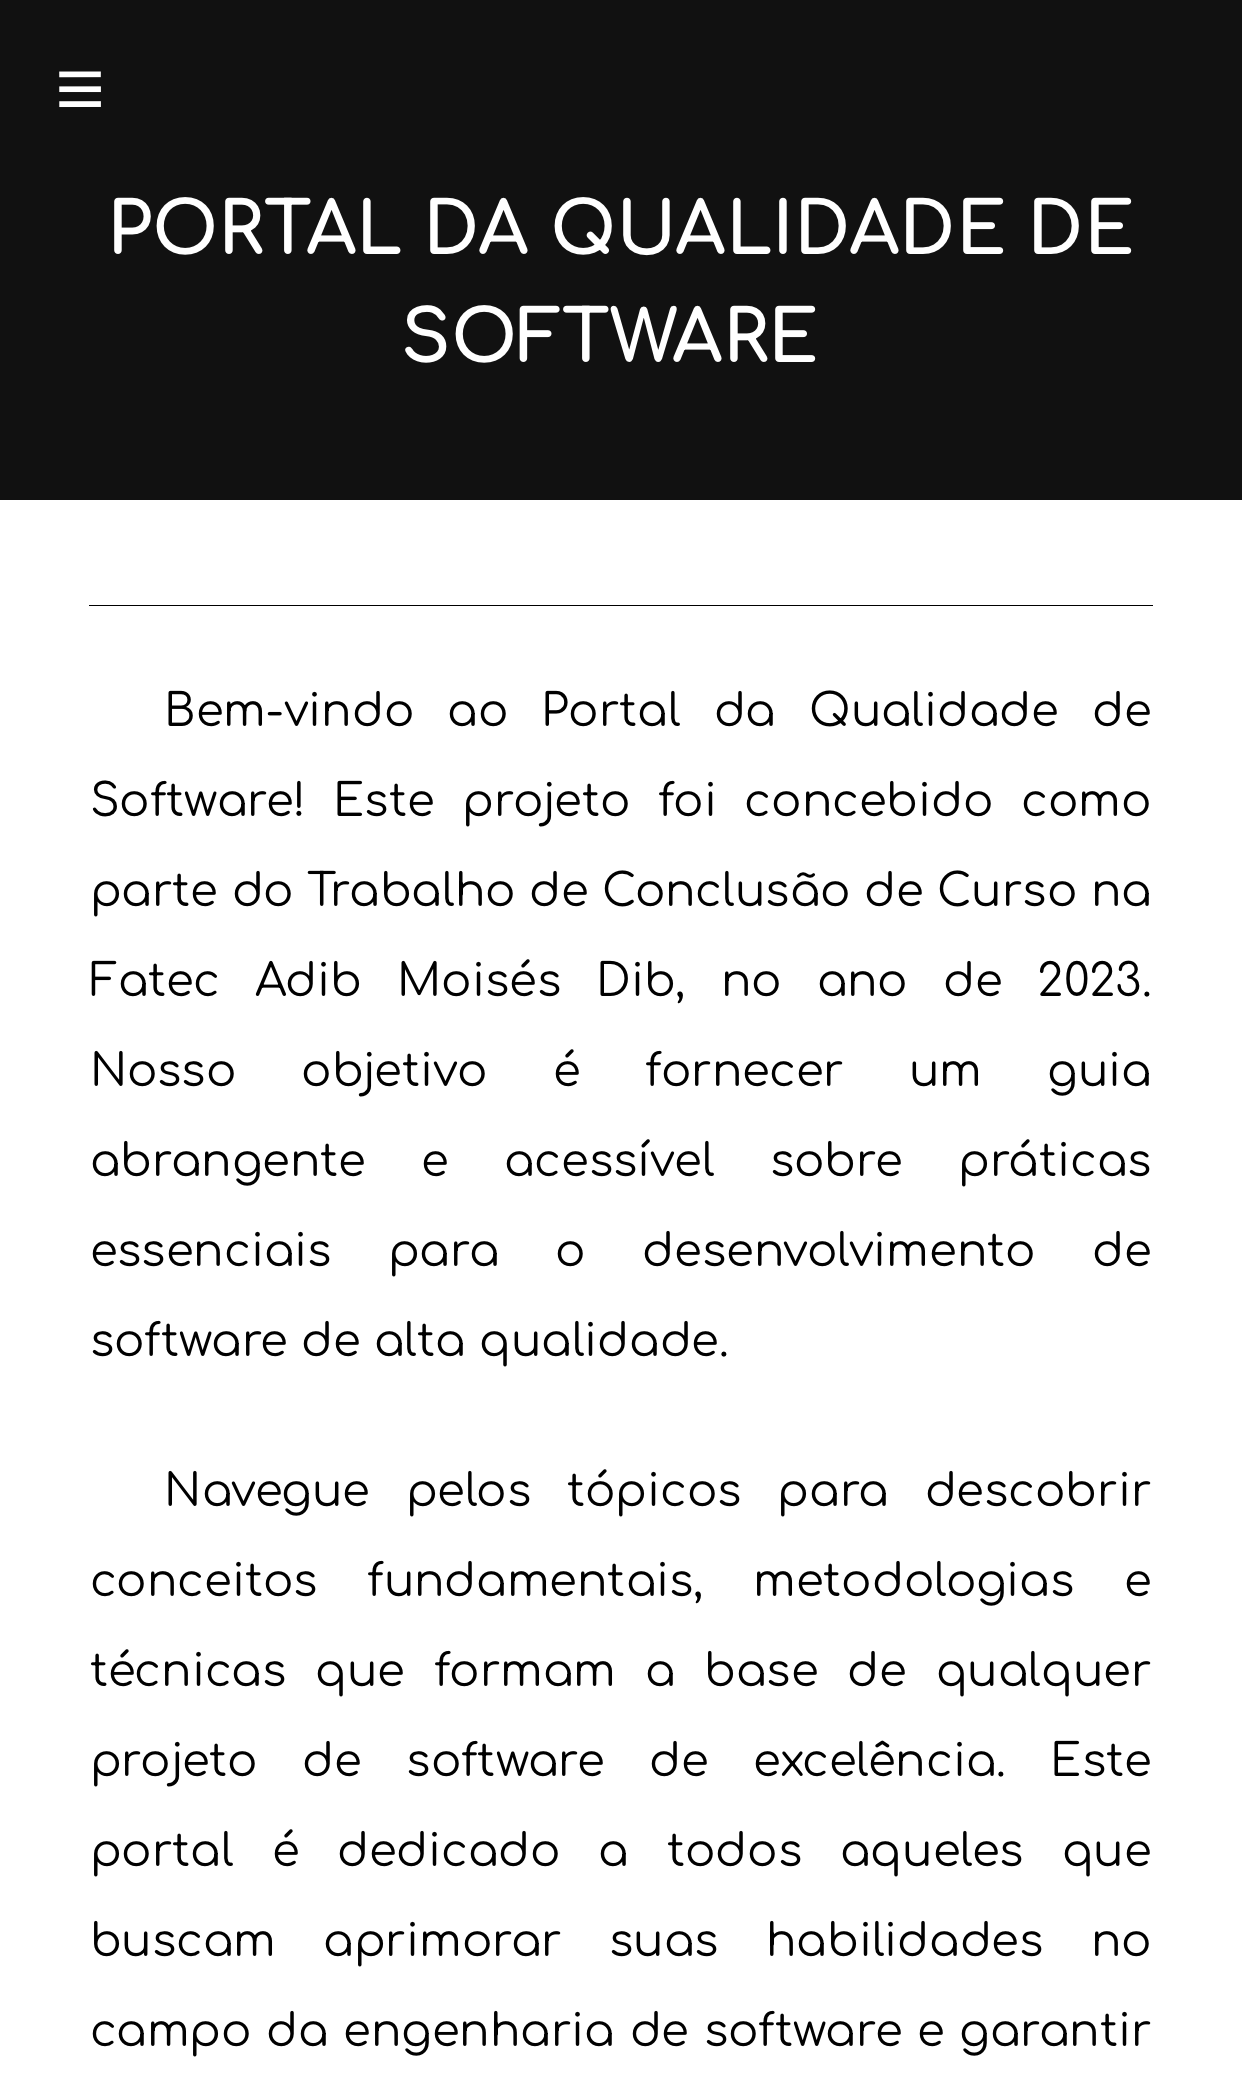 PORTAL DA QUALIDADE DE
SOFTWARE
Bem-vindo ao Portal da Qualidade de
Software! Este projeto foi concebido como
parte do Trabalho de Conclusão de Curso na
Fatec Adib Moisés Dib, no ano de 2023.
Nosso objetivo é fornecer um guia
abrangente e acessível sobre práticas
essenciais para o desenvolvimento de
software de alta qualidade.
Navegue pelos tópicos para descobrir
conceitos fundamentais, metodologias e
técnicas que formam a base de qualquer
projeto de software de excelência. Este
portal é dedicado a todos aqueles que
buscam aprimorar suas habilidades no
campo da engenharia de software e garantir